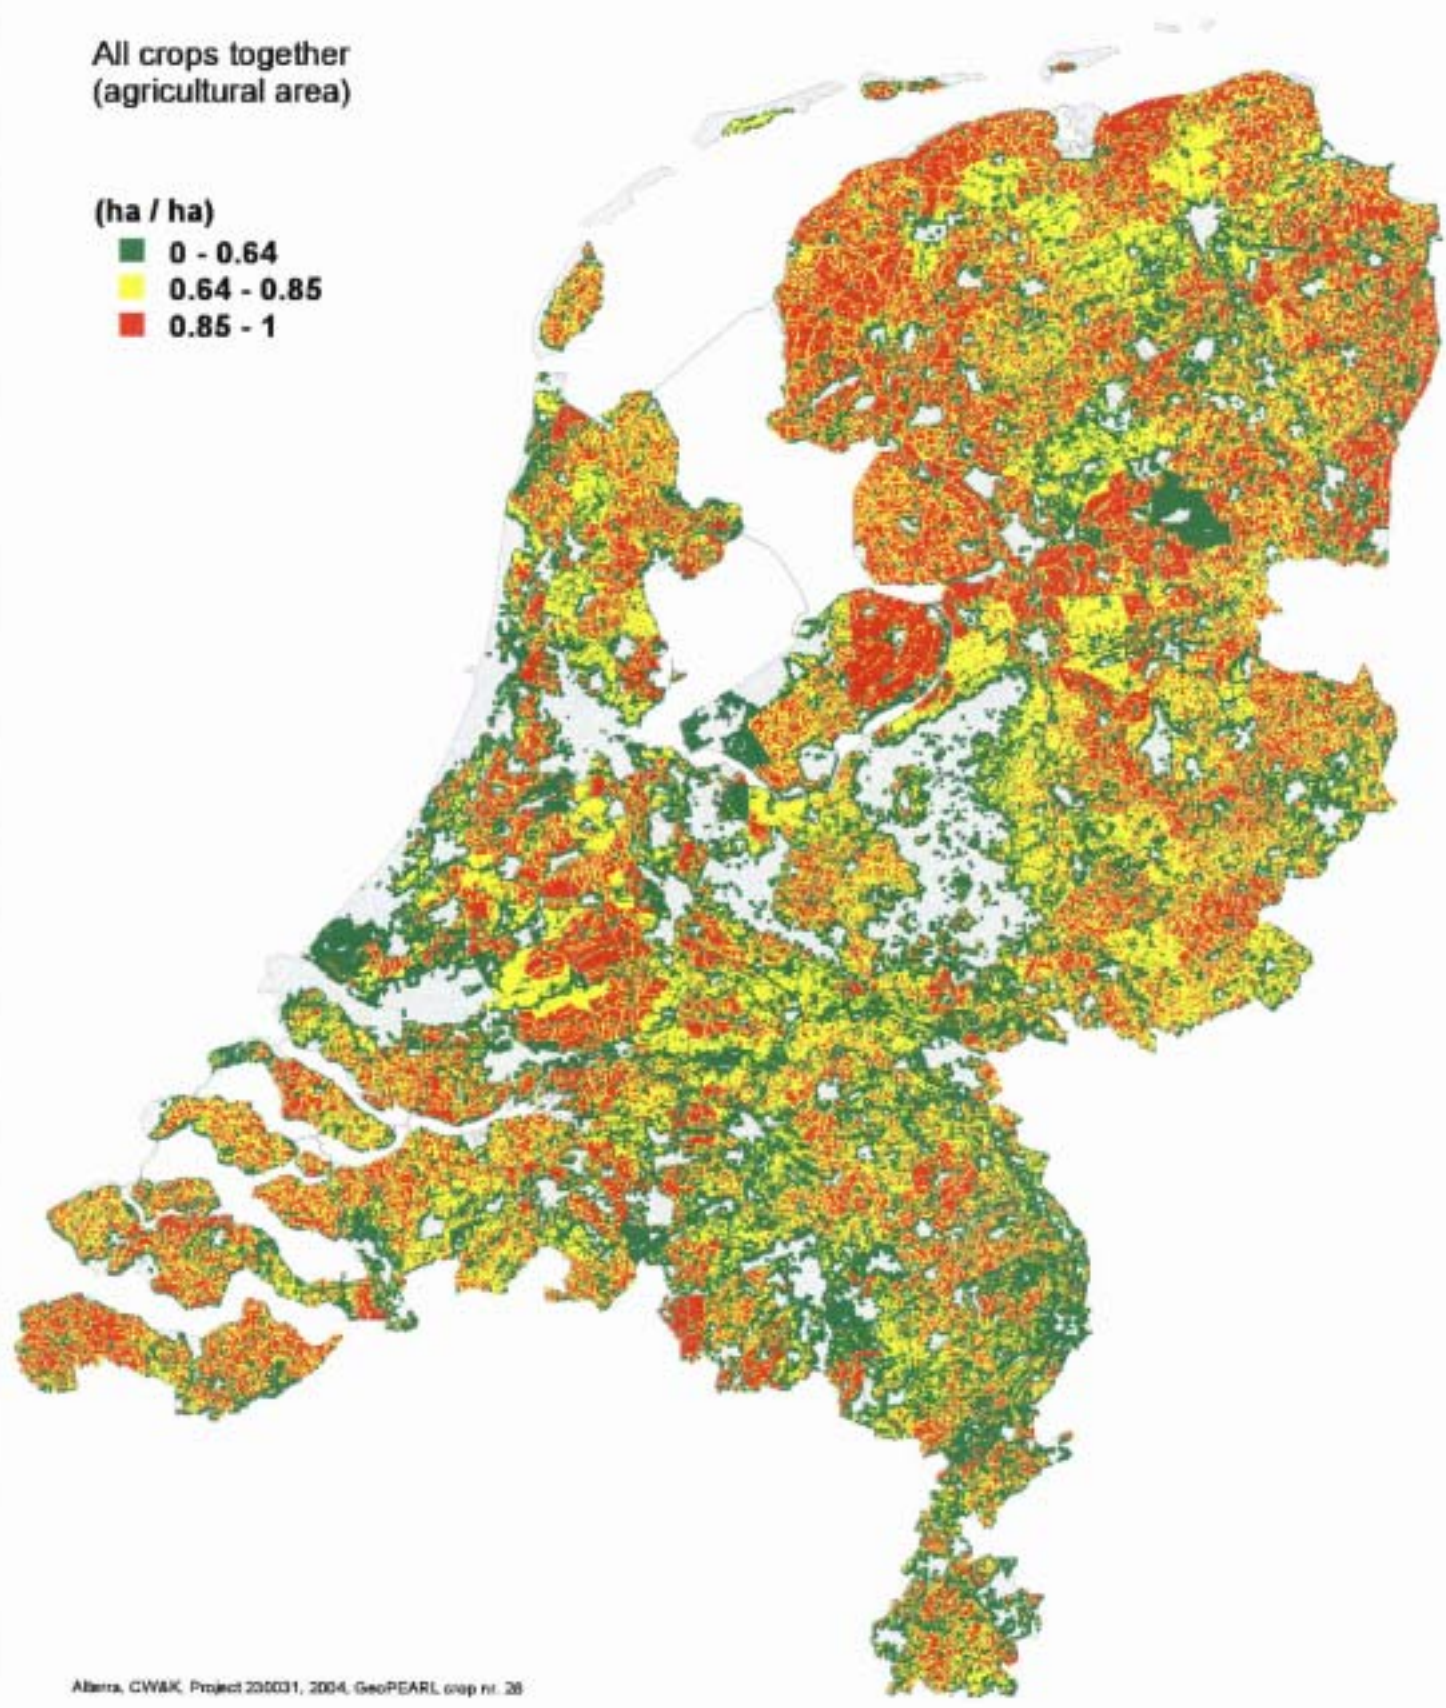 All crops together
(agricultural area)
(ha / ha)
0 - 0.64
0.64 - 0.85
0.85 - 1
Alterra, CW&K, Project 230031, 2004, GeoPEARL crop nr. 28